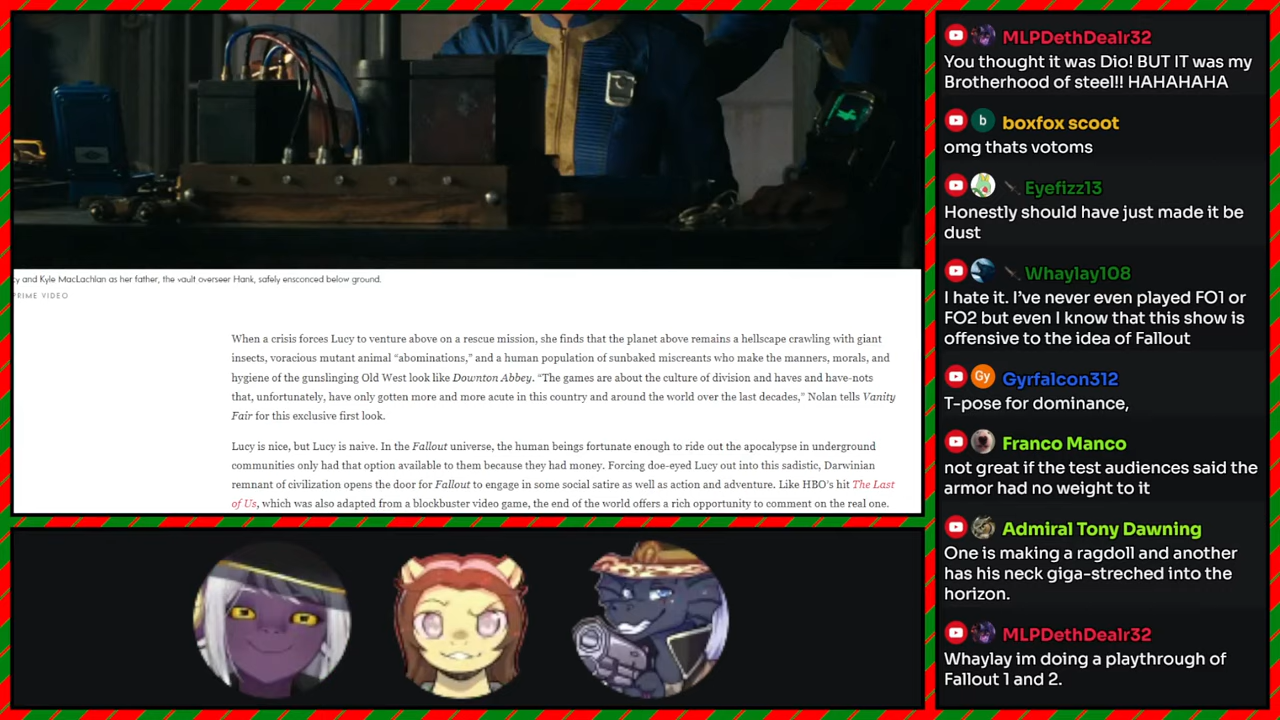 y and Kyle MacLachlan as her father, the vault overseer Hank, safely ensconced below ground.
PRIME VIDEO
When a crisis forces Lucy to venture above on a rescue mission, she finds that the planet above remains a hellscape crawling with giant
insects, voracious mutant animal “abominations,” and a human population of sunbaked miscreants who make the manners, morals, and
hygiene of the gunslinging Old West look like Downton Abbey. “The games are about the culture of division and haves and have-nots
that, unfortunately, have only gotten more and more acute in this country and around the world over the last decades,” Nolan tells Vanity
Fair for this exclusive first look.
Lucy is nice, but Lucy is naive. In the Fallout universe, the human beings fortunate enough to ride out the apocalypse in underground
communities only had that option available to them because they had money. Forcing doe-eyed Lucy out into this sadistic, Darwinian
remnant of civilization opens the door for Fallout to engage in some social satire as well as action and adventure. Like HBO’s hit The Last
of Us, which was also adapted from a blockbuster video game, the end of the world offers a rich opportunity to comment on the real one.
MLPDethDealr32
You thought it was Dio! BUT IT was my
Brotherhood of steel!! HAHAHAHA
b boxfox scoot
omg thats votoms
Eyefizz13
Honestly should have just made it be
dust
Whaylay108
I hate it. I’ve never even played FO1 or
FO2 but even I know that this show is
offensive to the idea of Fallout
Gy Gyrfalcon312
T-pose for dominance,
Franco Manco
not great if the test audiences said the
armor had no weight to it
Admiral Tony Dawning
One is making a ragdoll and another
has his neck giga-streched into the
horizon.
MLPDethDealr32
Whaylay im doing a playthrough of
Fallout 1 and 2.